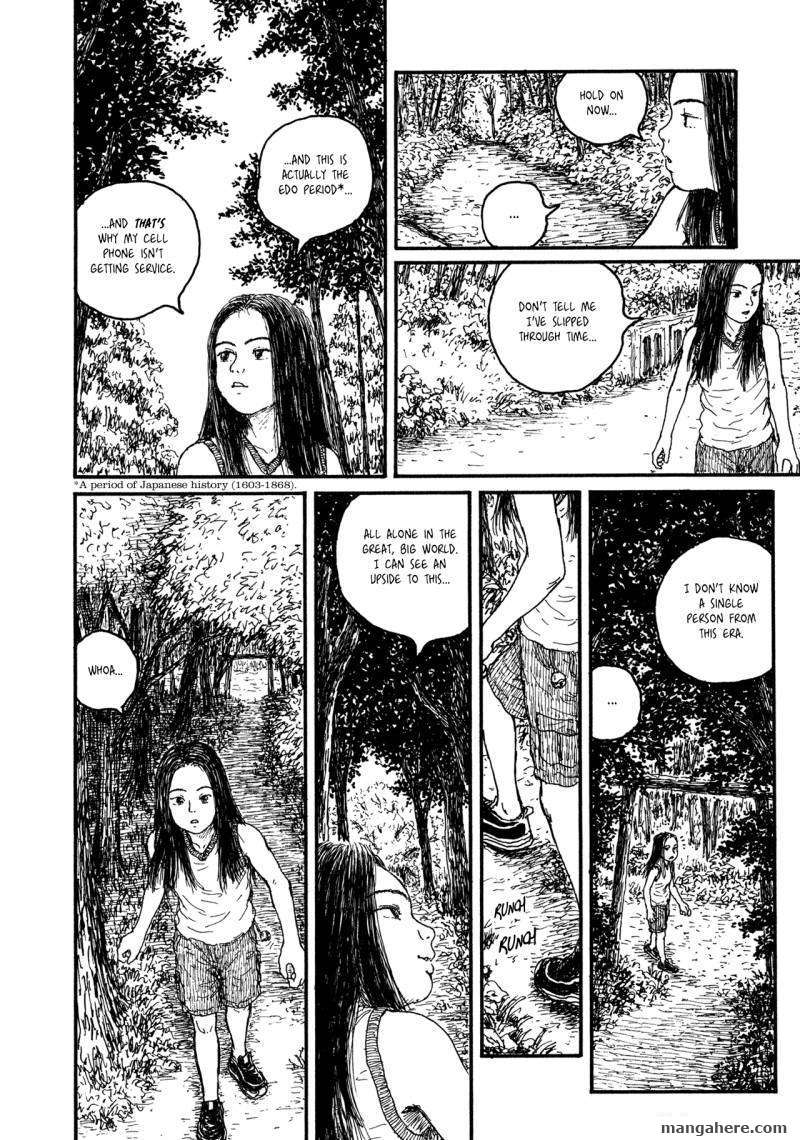 HOLD ON
NOW...
...
DON'T TELL ME
I'VE SLIPPED
THROUGH TIME...
...AND THIS IS
ACTUALLY THE
EDO PERIOD*...
...AND THAT'S
WHY MY CELL
PHONE ISN'T
GETTING SERVICE.
*A period of Japanese history (1603-1868).
I DON'T KNOW
A SINGLE
PERSON FROM
THIS ERA.
...
RUNCH
RUNCH
ALL ALONE IN THE
GREAT, BIG WORLD.
I CAN SEE AN
UPSIDE TO THIS...
WHOA...
mangahere.com